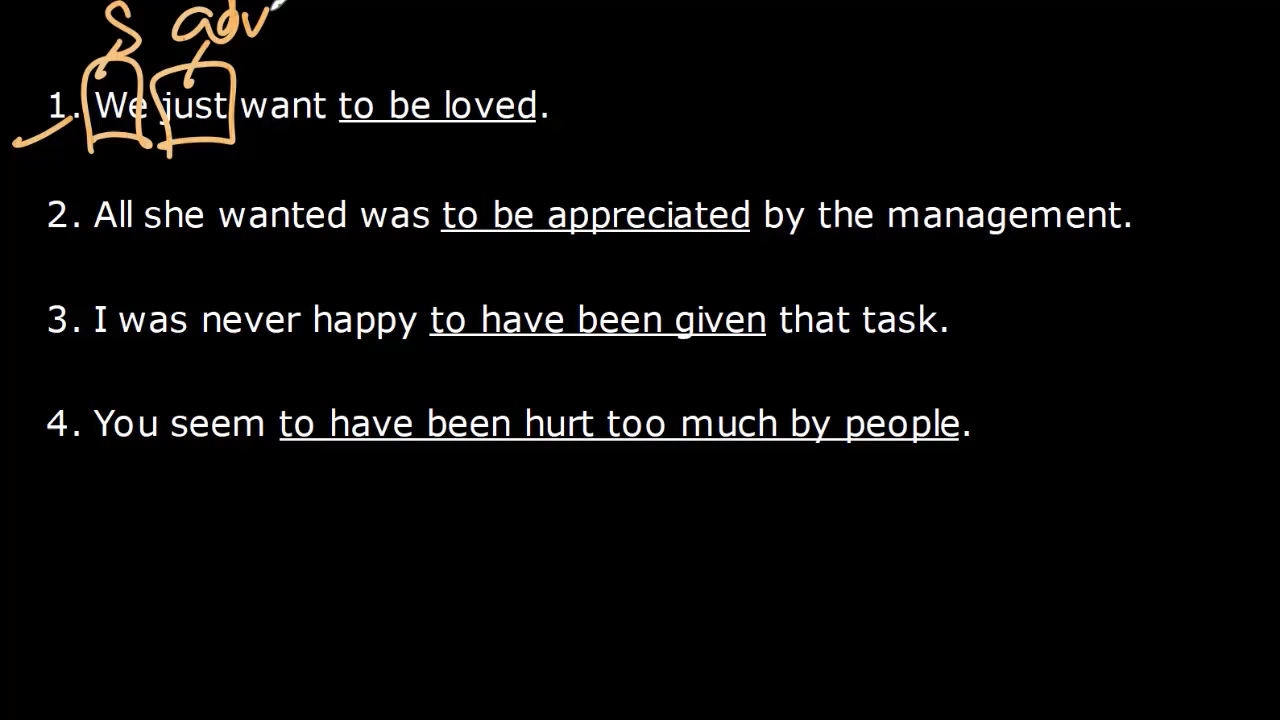 S adv
1. We just want to be loved.
2. All she wanted was to be appreciated by the management.
3. I was never happy to have been given that task.
4. You seem to have been hurt too much by people.